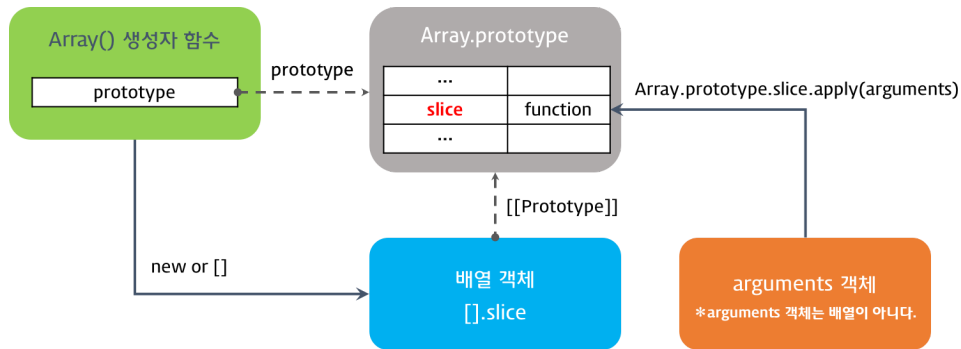 Array() 생성자 함수
prototype
prototype
Array.prototype
...
slice function
...
Array.prototype.slice.apply(arguments)
[[Prototype]]
new or []
배열 객체
[].slice
arguments 객체
*arguments 객체는 배열이 아니다.